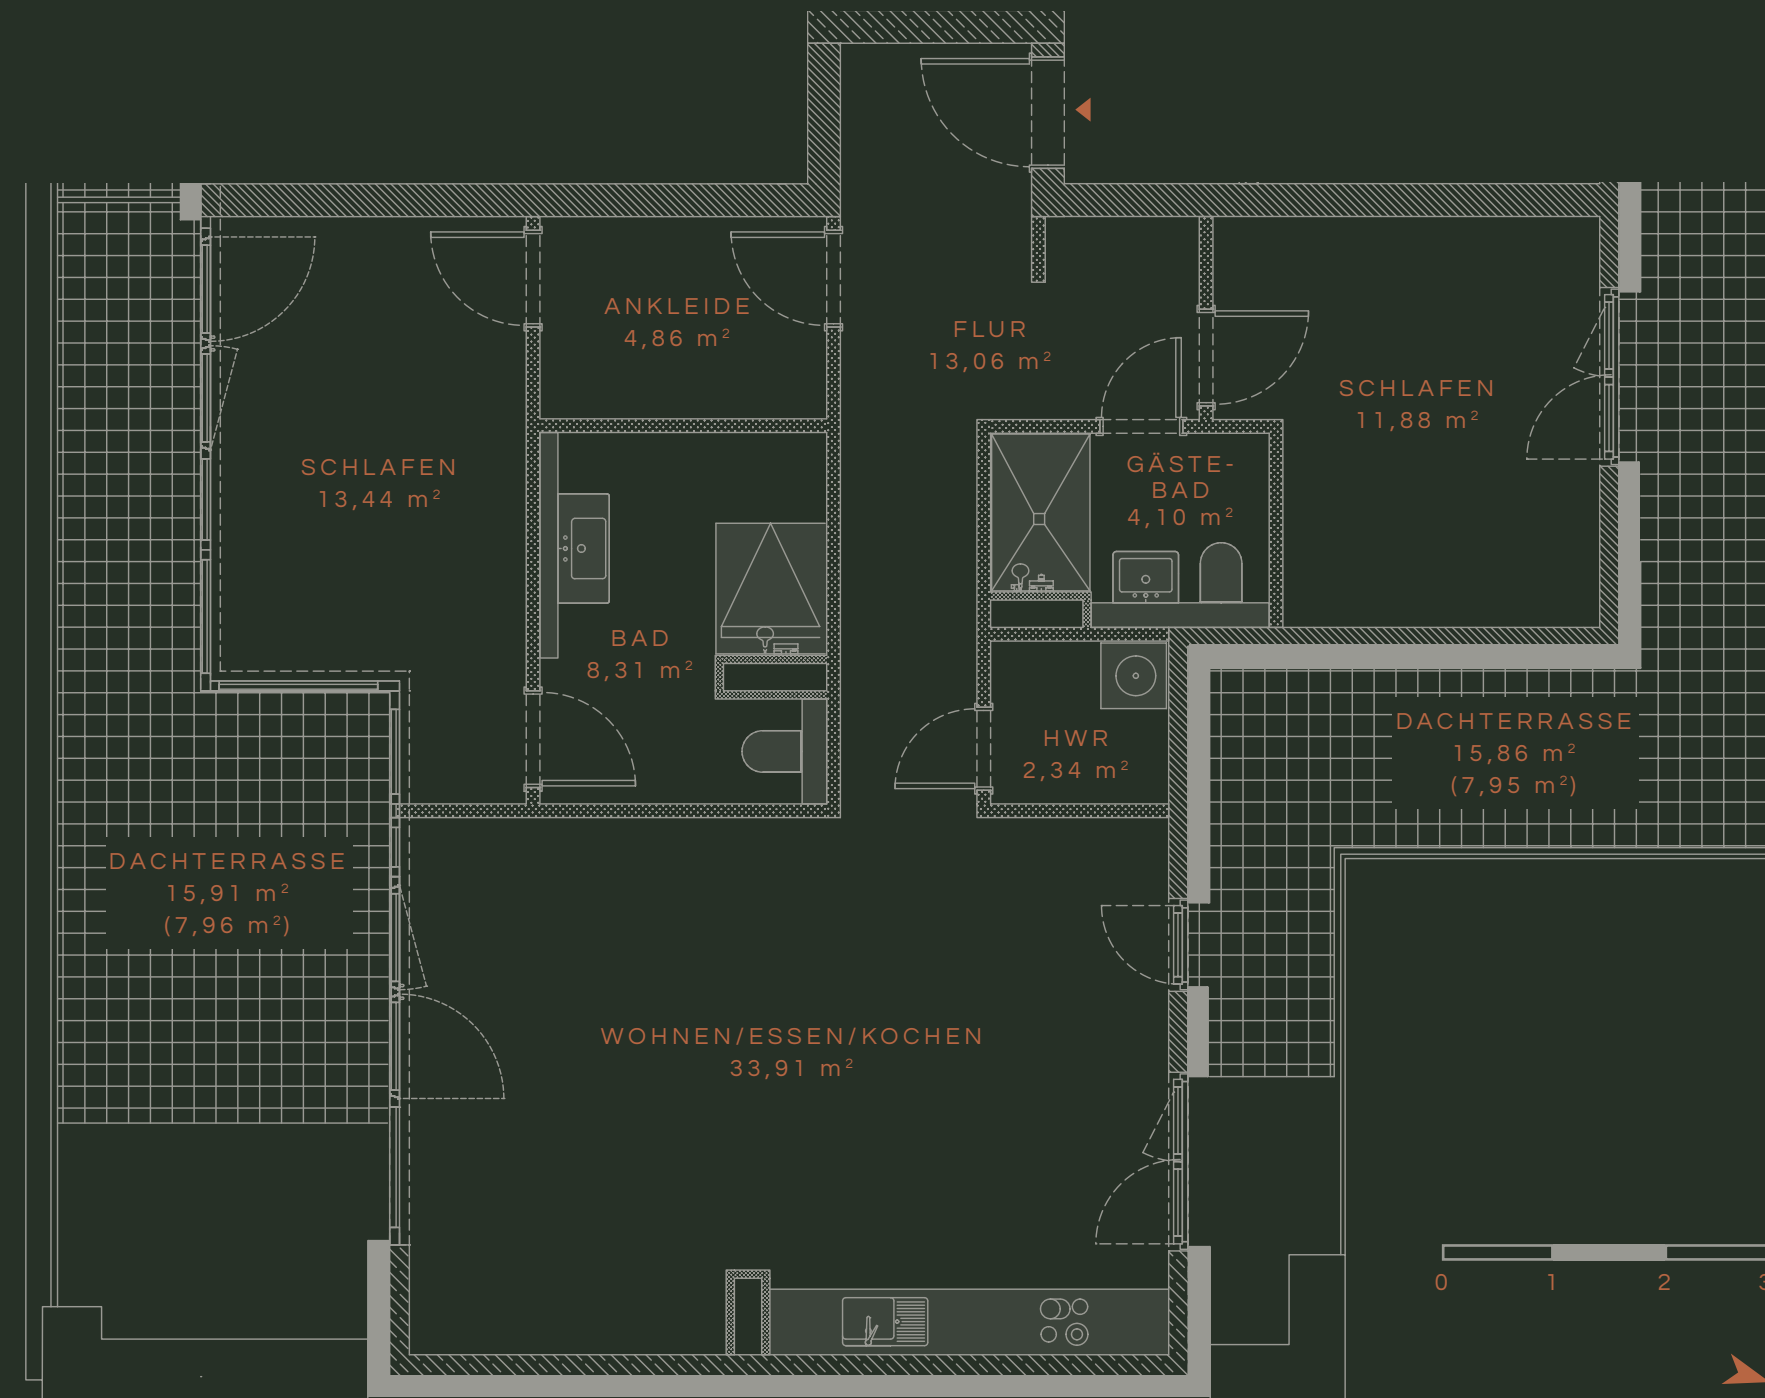 ANKLEIDE
4,86 m²
FLUR
13,06 m²
SCHLAFEN
11,88 m²
SCHLAFEN
13,44 m²
GÄSTE-
BAD
4,10 m²
BAD
8,31 m²
HWR
2,34 m²
DACHTERRASSE
15,86 m²
(7,95 m²)
DACHTERRASSE
15,91 m²
(7,96 m²)
WOHNEN/ESSEN/KOCHEN
33,91 m²
0 1 2